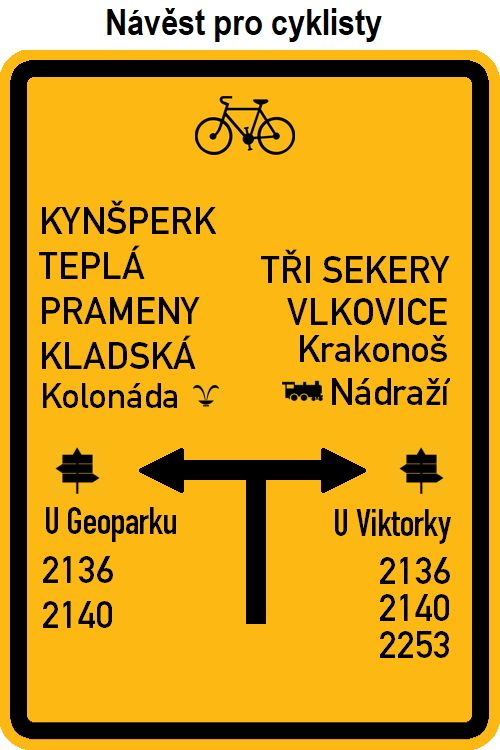 Návěst pro cyklisty
KYNŠPERK
TEPLÁ
PRAMENY
KLADSKÁ
Kolonáda
TŘI SEKERY
VLKOVICE
Krakonoš
Nádraží
U Geoparku
2136
2140
U Viktorky
2136
2140
2253